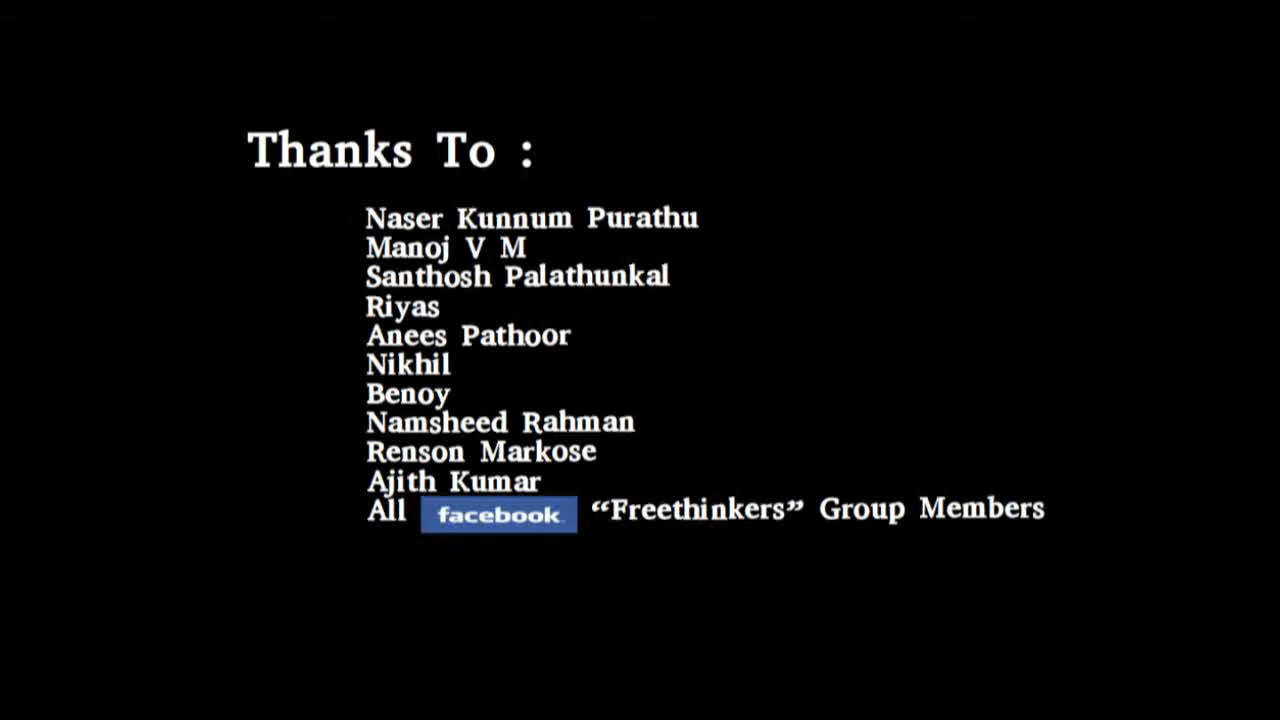 Thanks To :
Naser Kunnum Purathu
Manoj V M
Santhosh Palathunkal
Riyas
Anees Pathoor
Nikhil
Benoy
Namsheed Rahman
Renson Markose
Ajith Kumar
All facebook “Freethinkers” Group Members